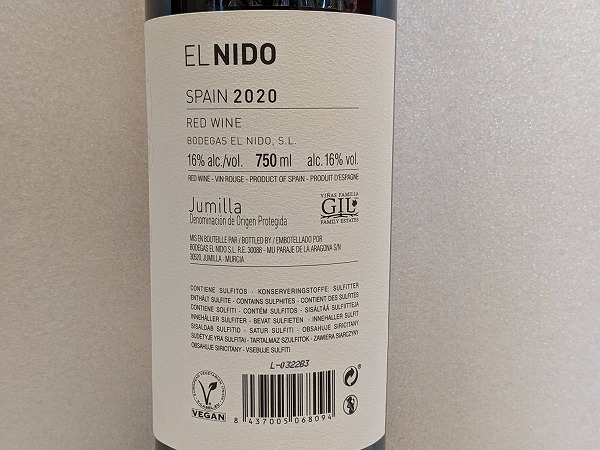 EL NIDO
SPAIN 2020
RED WINE
BODEGAS EL NIDO, S.L.
16% alc./vol. 750 ml alc. 16% vol.
RED WINE - VIN ROUGE - PRODUCT OF SPAIN - PRODUIT D'ESPAGNE
Jumilla
Denominación de Origen Protegida
VIÑAS FAMILIA
GIL
FAMILY ESTATES
MIS EN BOUTEILLE PAR / BOTTLED BY / EMBOTELLADO POR
BODEGAS EL NIDO S.L. R.E. 30086 - MU PARAJE DE LA ARAGONA S/N
30520, JUMILLA - MURCIA
CONTIENE SULFITOS - KONSERVERINGSTOFFE: SULFITTER
ENTHÄLT SULFITE - CONTAINS SULPHITES - CONTIENT DES SULFITES
CONTIENE SOLFITI - CONTÉM SULFITOS - SISÄLTÄÄ SULFIITTEJA
INNEHÅLLER SULFITER - BEVAT SULFIETEN - INNEHALLER SULFIT
SISALDAB SULFITID - SATUR SULFITI - OBSAHUJE SIRICITANY
SUDĖTYJE YRA SULFITAI - TARTALMAZ SZULFITOK - ZAWIERA SIARCZYNY
OBSAHUJE SIRICITANY - VSEBUJE SULFITI
L-032283
VEGAN
8 437005 068094